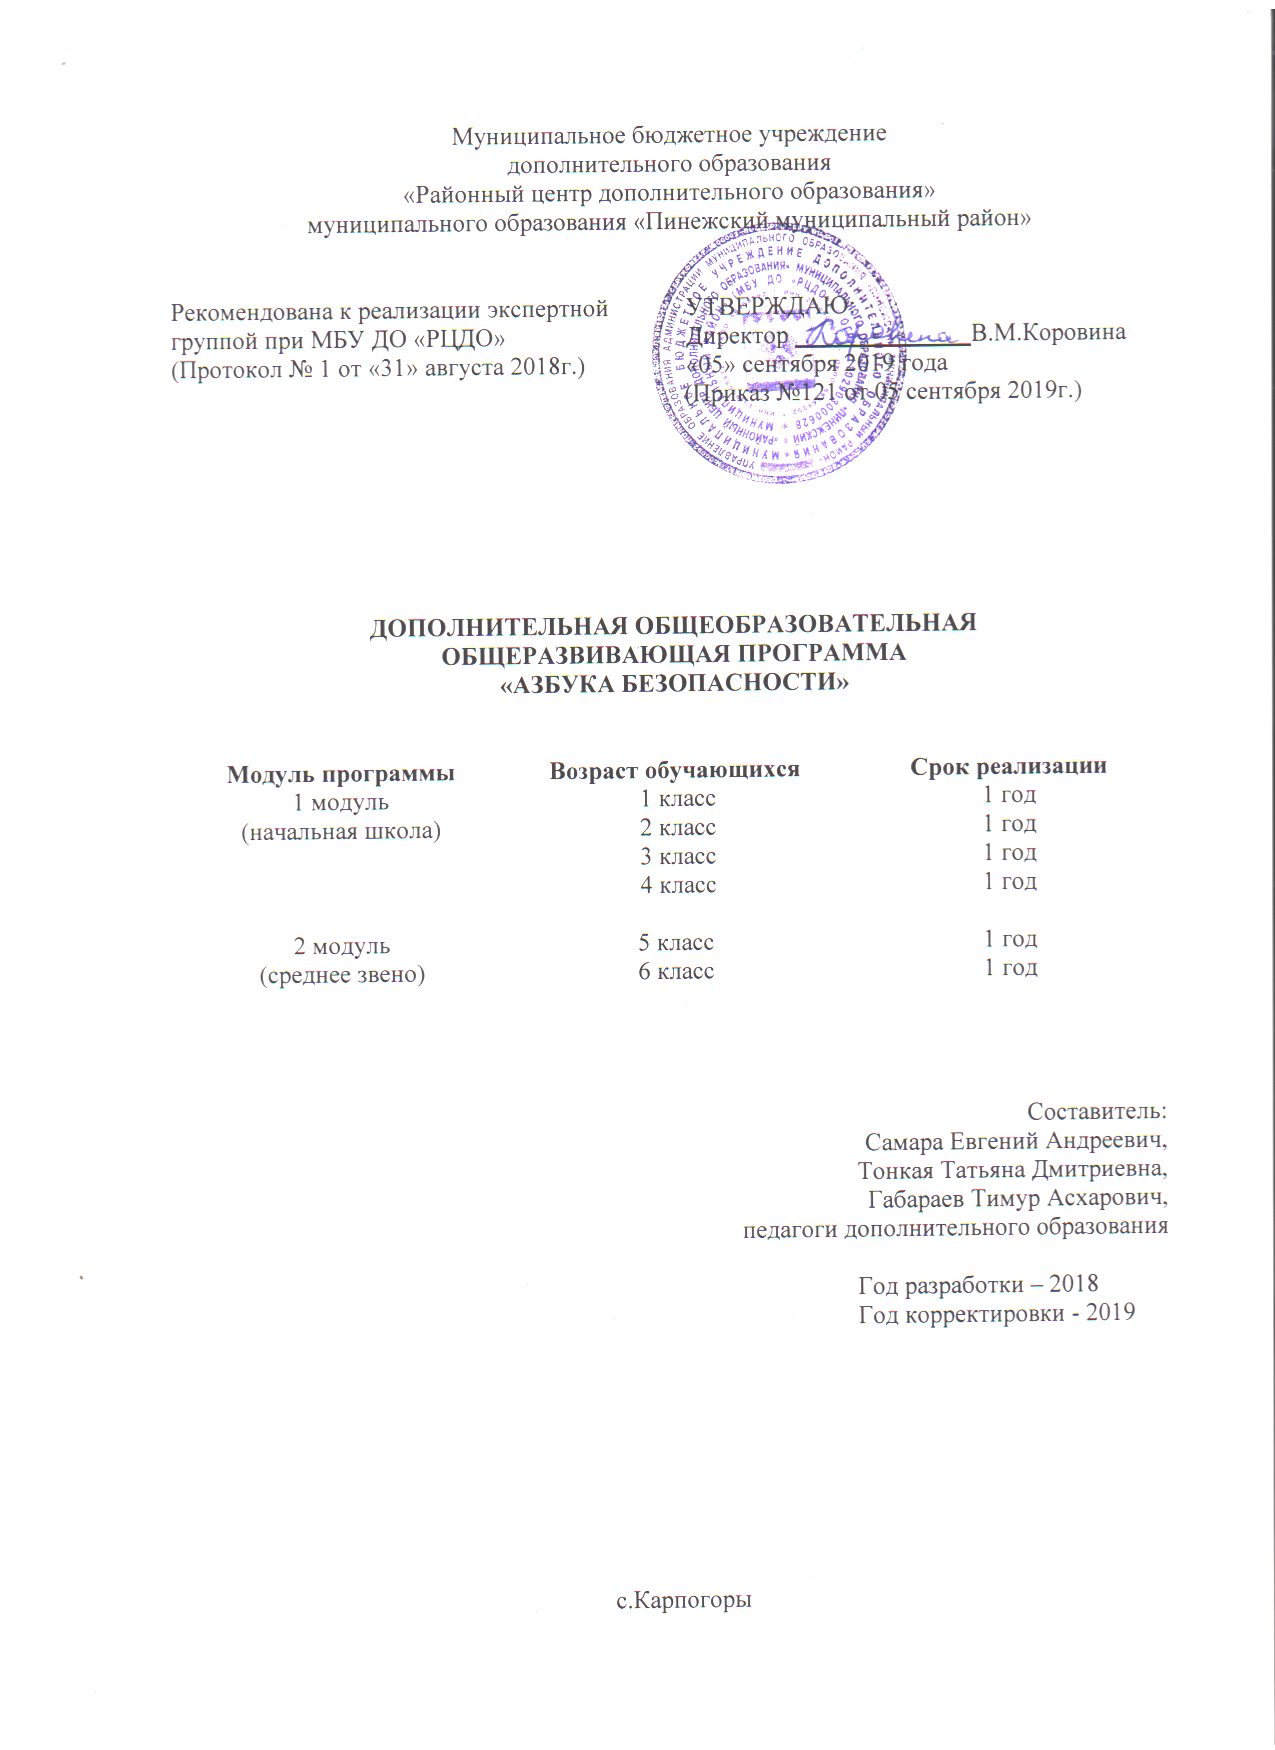 Муниципальное бюджетное учреждение
дополнительного образования
«Районный центр дополнительного образования»
муниципального образования «Пинежский муниципальный район»
Рекомендована к реализации экспертной
группой при МБУ ДО «РЦДО»
(Протокол № 1 от «31» августа 2018г.)
УТВЕРЖДАЮ
Директор Коровина В.М.Коровина
«05» сентября 2019 года
(Приказ №121 от 05 сентября 2019г.)
ДОПОЛНИТЕЛЬНАЯ ОБЩЕОБРАЗОВАТЕЛЬНАЯ
ОБЩЕРАЗВИВАЮЩАЯ ПРОГРАММА
«АЗБУКА БЕЗОПАСНОСТИ»
Модуль программы Возраст обучающихся Срок реализации
1 модуль 1 класс 1 год
(начальная школа) 2 класс 1 год
3 класс 1 год
4 класс 1 год
2 модуль 5 класс 1 год
(среднее звено) 6 класс 1 год
Составитель:
Самара Евгений Андреевич,
Тонкая Татьяна Дмитриевна,
Габараев Тимур Асхарович,
педагоги дополнительного образования
Год разработки – 2018
Год корректировки - 2019
с.Карпогоры